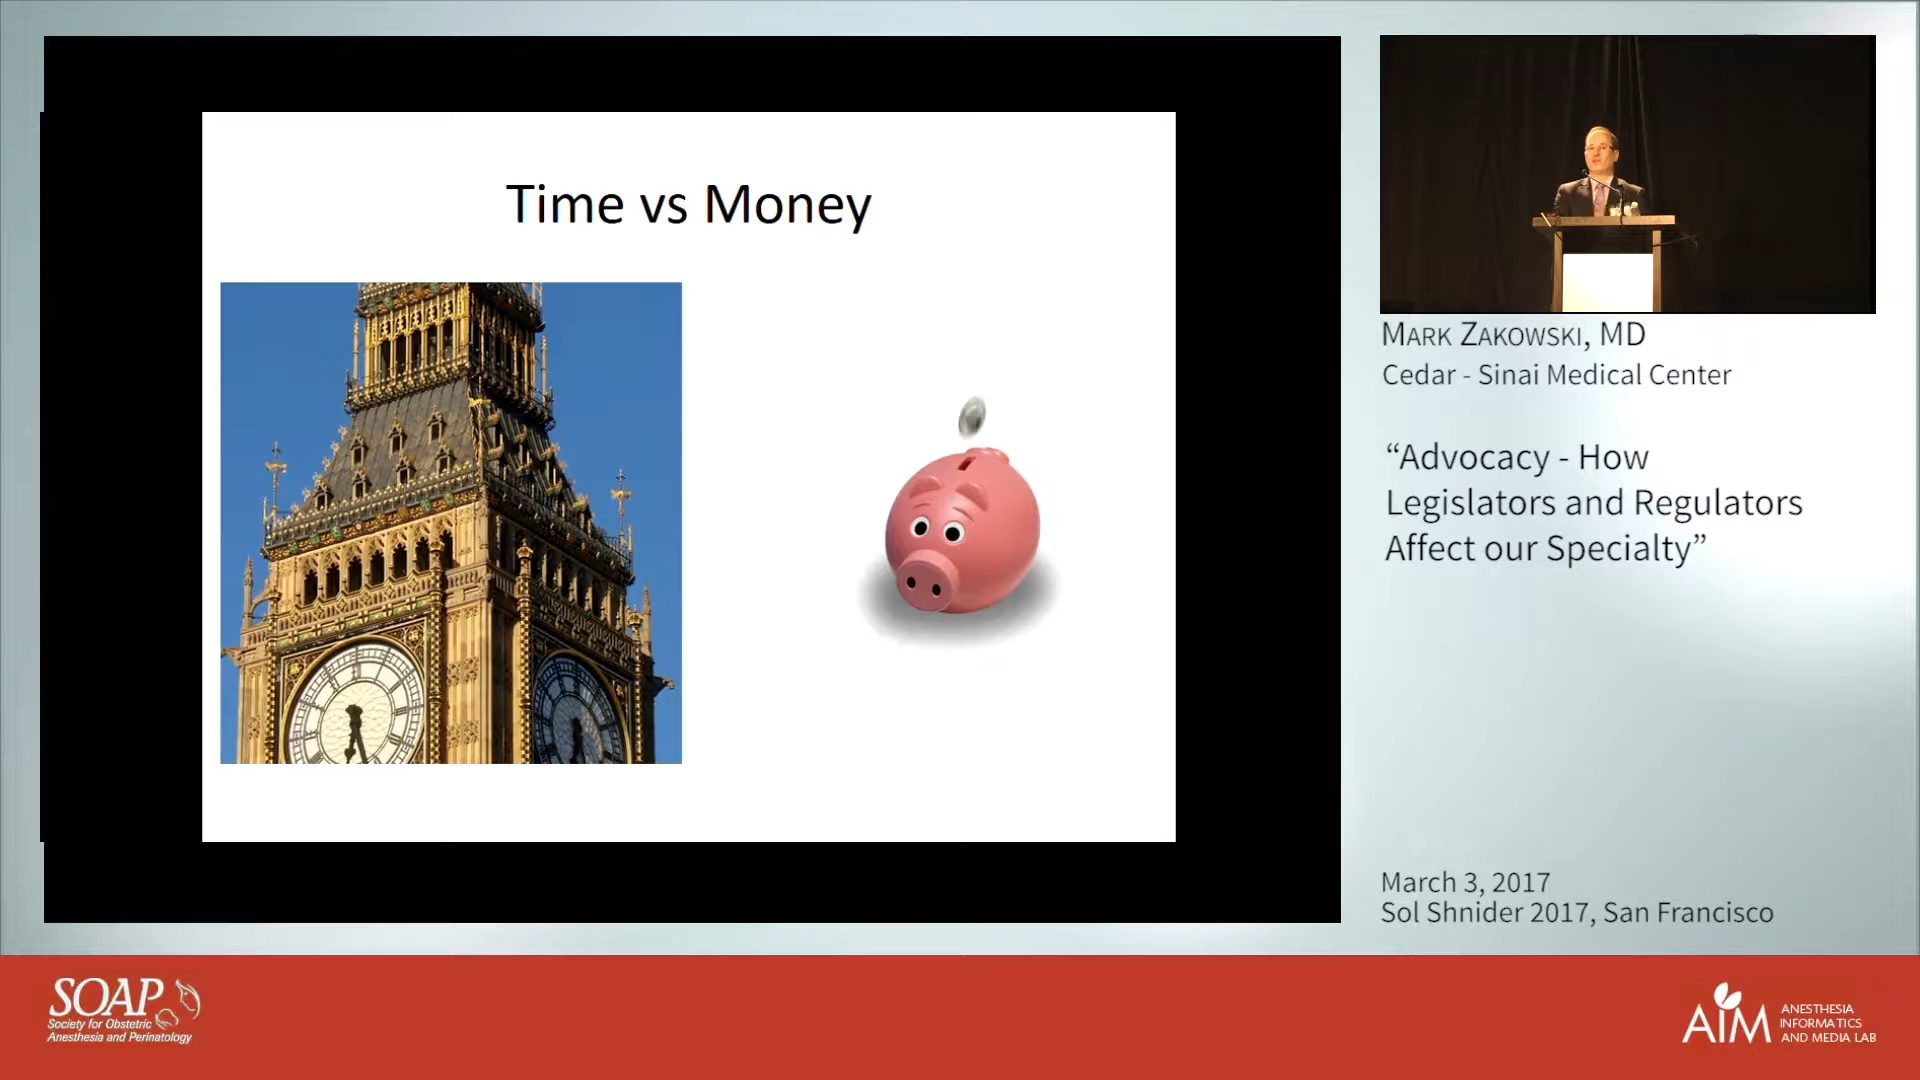 Time vs Money
MARK ZAKOWSKI, MD
Cedar - Sinai Medical Center
“Advocacy - How
Legislators and Regulators
Affect our Specialty”
March 3, 2017
Sol Shnider 2017, San Francisco
SOAP
Society for Obstetric
Anesthesia and Perinatology
AIM
ANESTHESIA
INFORMATICS
AND MEDIA LAB